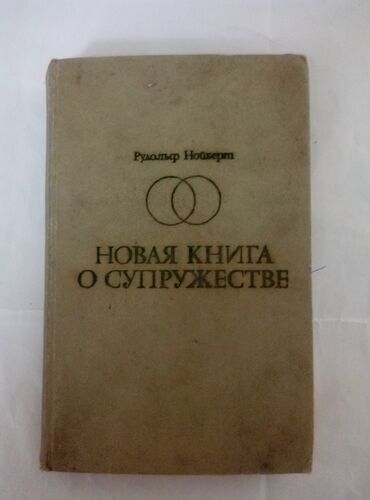 Рудольф Нойберт
НОВАЯ КНИГА
О СУПРУЖЕСТВЕ